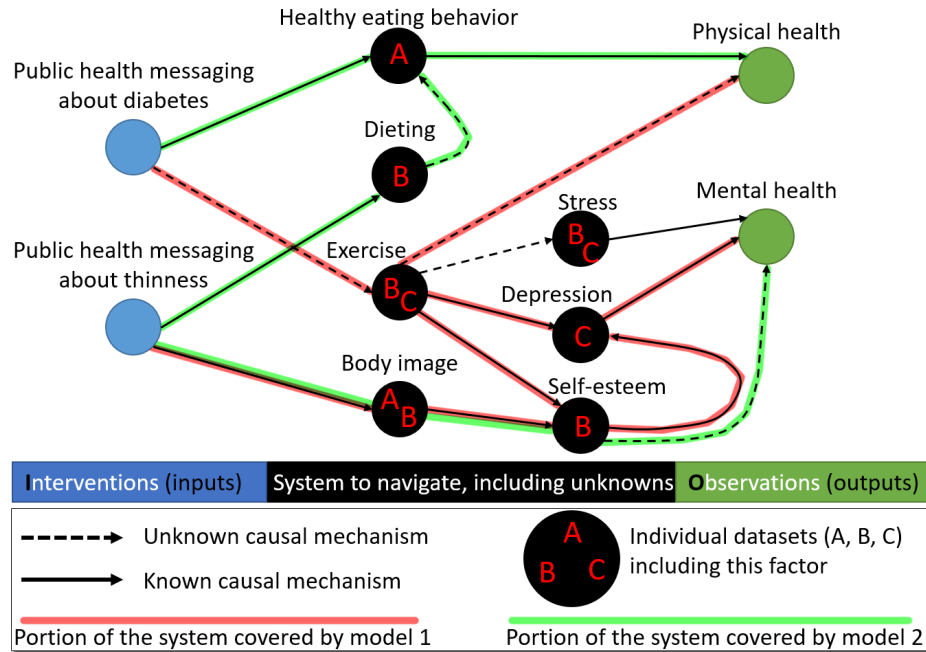 Healthy eating behavior
Physical health
A
Public health messaging
about diabetes
Dieting
B
Stress
Mental health
B
C
Public health messaging
about thinness
Exercise
B
C
Depression
C
Body image
A
B
Self-esteem
B
Interventions (inputs)
System to navigate, including unknowns
Observations (outputs)
Unknown causal mechanism
Known causal mechanism
A
B
C
Individual datasets (A, B, C)
including this factor
Portion of the system covered by model 1
Portion of the system covered by model 2